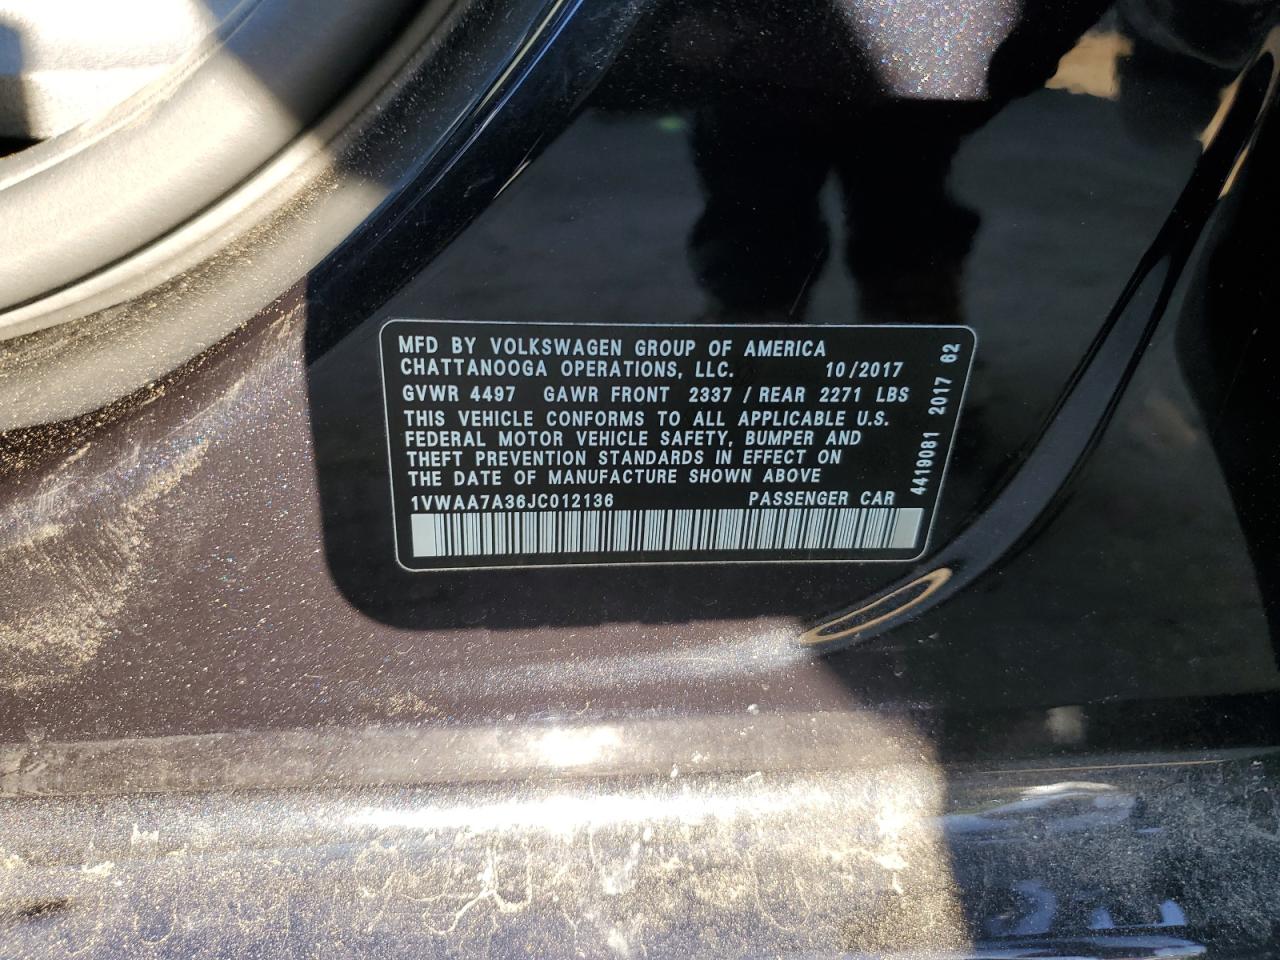 MFD BY VOLKSWAGEN GROUP OF AMERICA
CHATTANOOGA OPERATIONS, LLC. 10/2017
GVWR 4497 GAWR FRONT 2337 / REAR 2271 LBS
THIS VEHICLE CONFORMS TO ALL APPLICABLE U.S.
FEDERAL MOTOR VEHICLE SAFETY, BUMPER AND
THEFT PREVENTION STANDARDS IN EFFECT ON
THE DATE OF MANUFACTURE SHOWN ABOVE
1VWAA7A36JC012136 PASSENGER CAR
4419081 2017 62